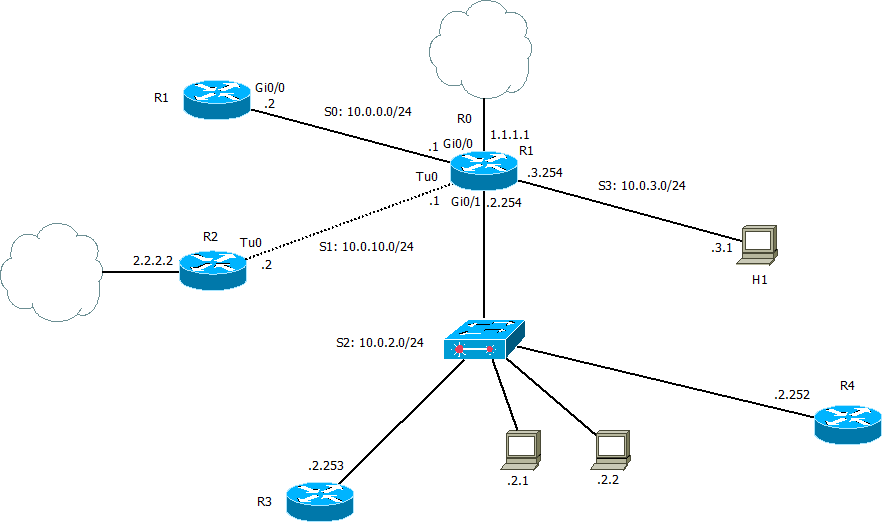 Gi0/0
R1
.2
S0: 10.0.0.0/24
R0
1.1.1.1
.1
Gi0/0
R1
Tu0
.3.254
.1
Gi0/1
.2.254
S3: 10.0.3.0/24
R2
Tu0
S1: 10.0.10.0/24
.3.1
2.2.2.2
.2
H1
S2: 10.0.2.0/24
R4
.2.252
.2.253
.2.1
.2.2
R3